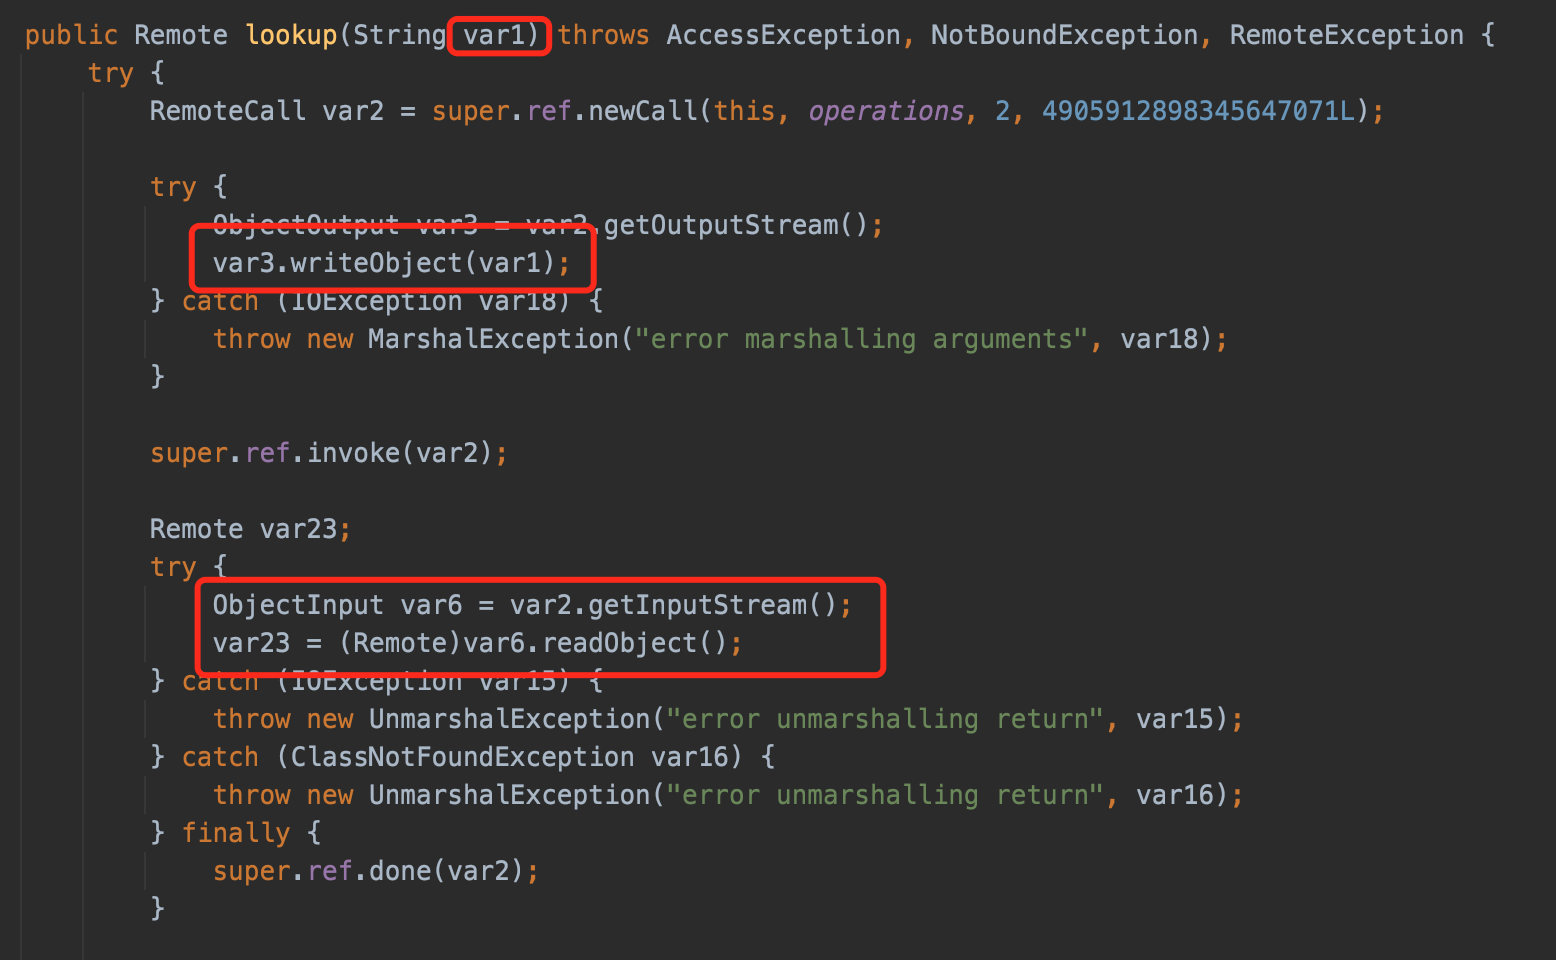 public Remote lookup(String var1) throws AccessException, NotBoundException, RemoteException {
try {
RemoteCall var2 = super.ref.newCall(this, operations, 2, 4905912898345647071L);
try {
ObjectOutput var3 = var2.getOutputStream();
var3.writeObject(var1);
} catch (IOException var18) {
throw new MarshalException("error marshalling arguments", var18);
}
super.ref.invoke(var2);
Remote var23;
try {
ObjectInput var6 = var2.getInputStream();
var23 = (Remote)var6.readObject();
} catch (IOException var15) {
throw new UnmarshalException("error unmarshalling return", var15);
} catch (ClassNotFoundException var16) {
throw new UnmarshalException("error unmarshalling return", var16);
} finally {
super.ref.done(var2);
}